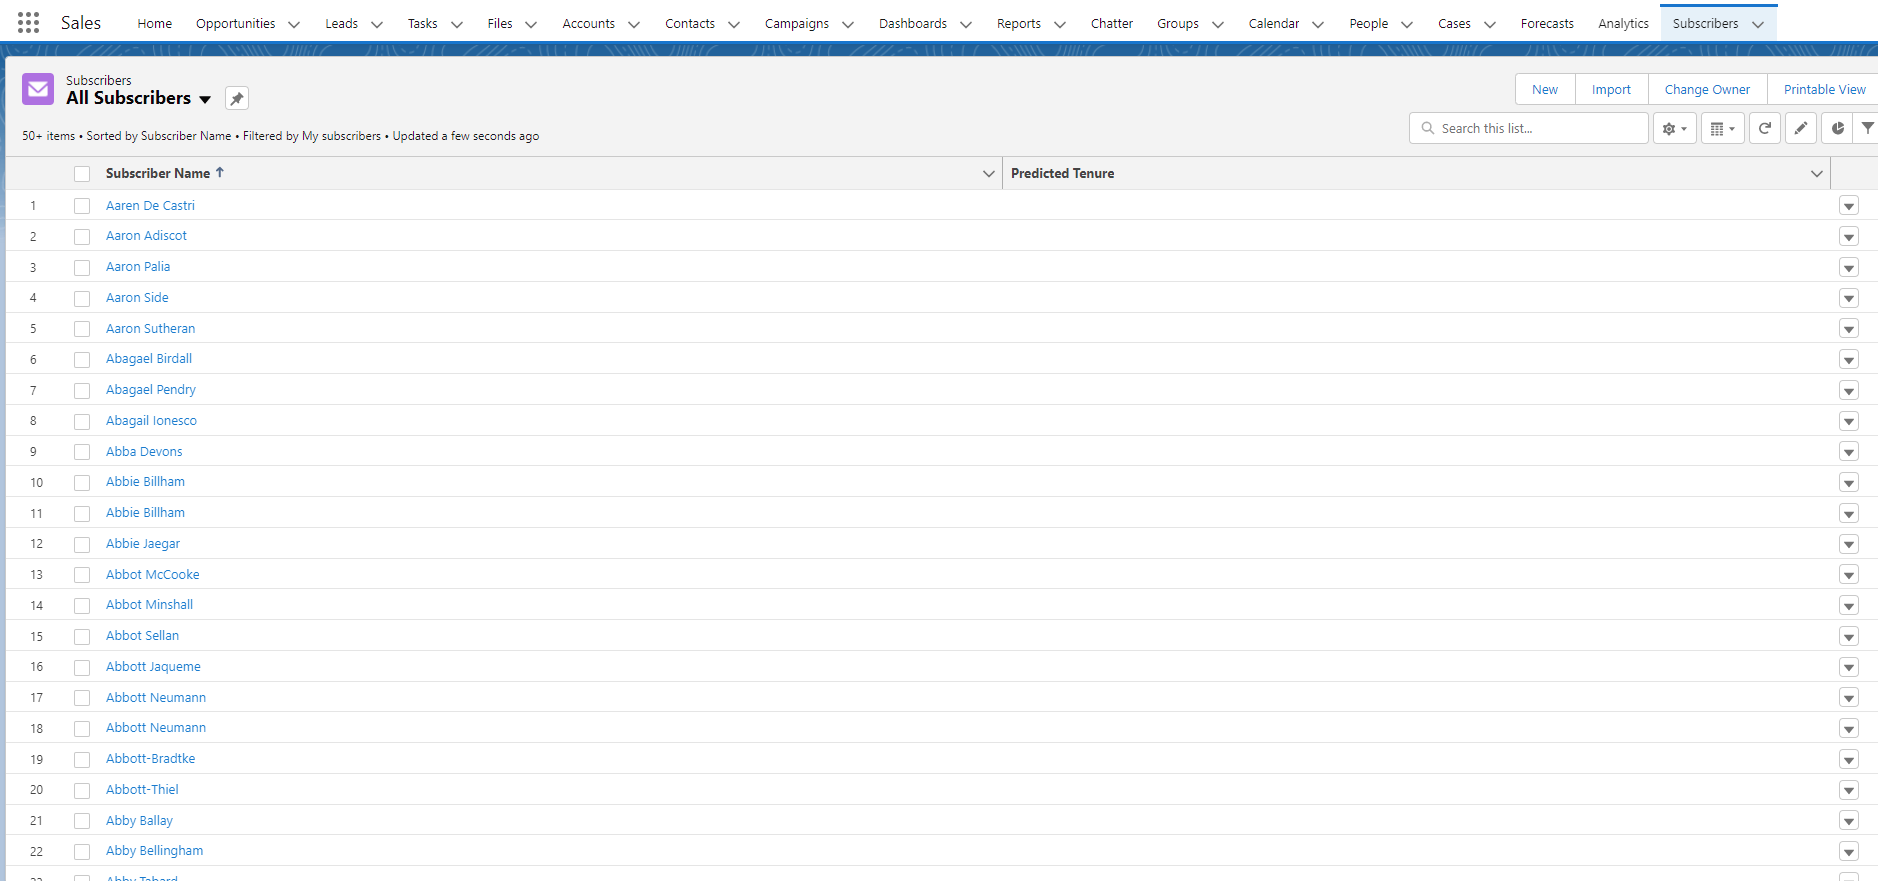 Sales Home Opportunities Leads Tasks Files Accounts Contacts Campaigns Dashboards Reports Chatter Groups Calendar People Cases Forecasts Analytics Subscribers
Subscribers
All Subscribers
New Import Change Owner Printable View
50+ items • Sorted by Subscriber Name • Filtered by My subscribers • Updated a few seconds ago
Search this list...
Subscriber Name Predicted Tenure
1 Aaren De Castri
2 Aaron Adiscot
3 Aaron Palia
4 Aaron Side
5 Aaron Sutheran
6 Abagael Birdall
7 Abagael Pendry
8 Abagail Ionesco
9 Abba Devons
10 Abbie Billham
11 Abbie Billham
12 Abbie Jaegar
13 Abbot McCooke
14 Abbot Minshall
15 Abbot Sellan
16 Abbott Jaqueme
17 Abbott Neumann
18 Abbott Neumann
19 Abbott-Bradtke
20 Abbott-Thiel
21 Abby Ballay
22 Abby Bellingham
23 Abby Tabard